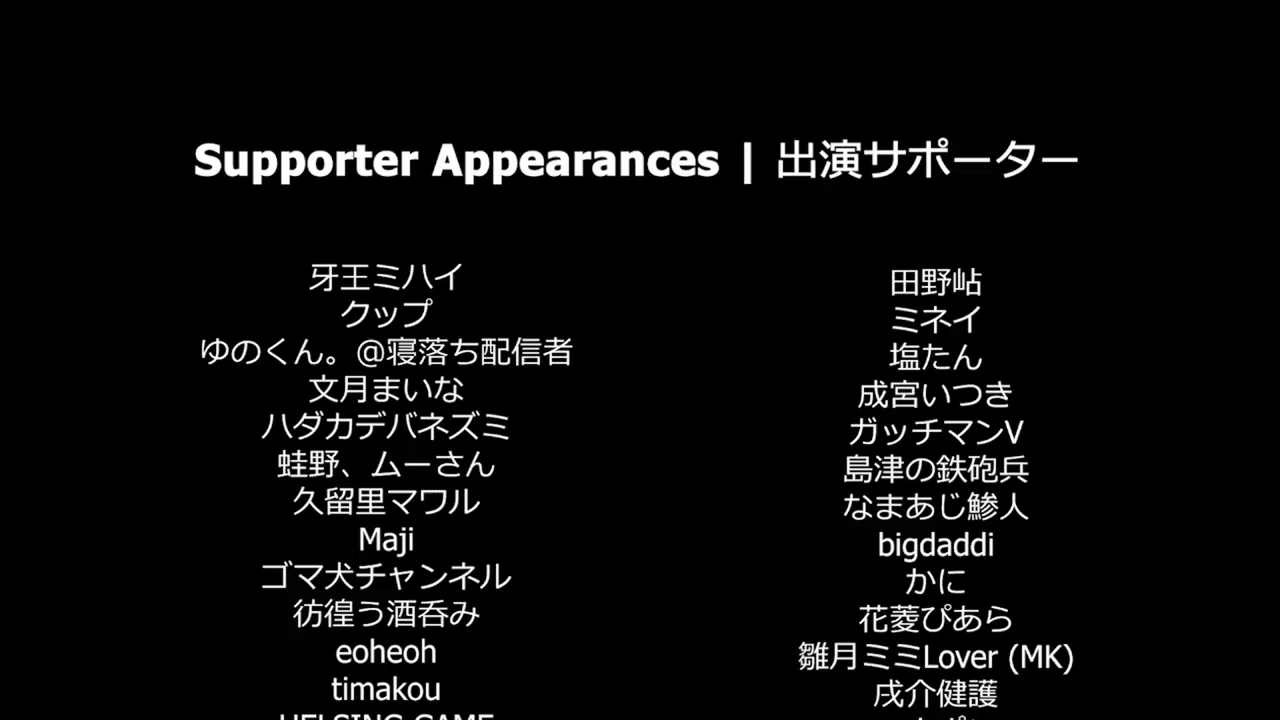 Supporter Appearances | 出演サポーター
牙王ミハイ
クップ
ゆのくん。@寝落ち配信者
文月まいな
ハダカデバネズミ
蛙野、ムーさん
久留里マワル
Maji
ゴマ犬チャンネル
彷徨う酒呑み
eoheoh
timakou
HELSING GAME
田野帖
ミネイ
塩たん
成宮いつき
ガッチマンV
島津の鉄砲兵
なまあじ鯵人
bigdaddi
かに
花菱ぴあら
雛月ミミLover (MK)
戌介健護